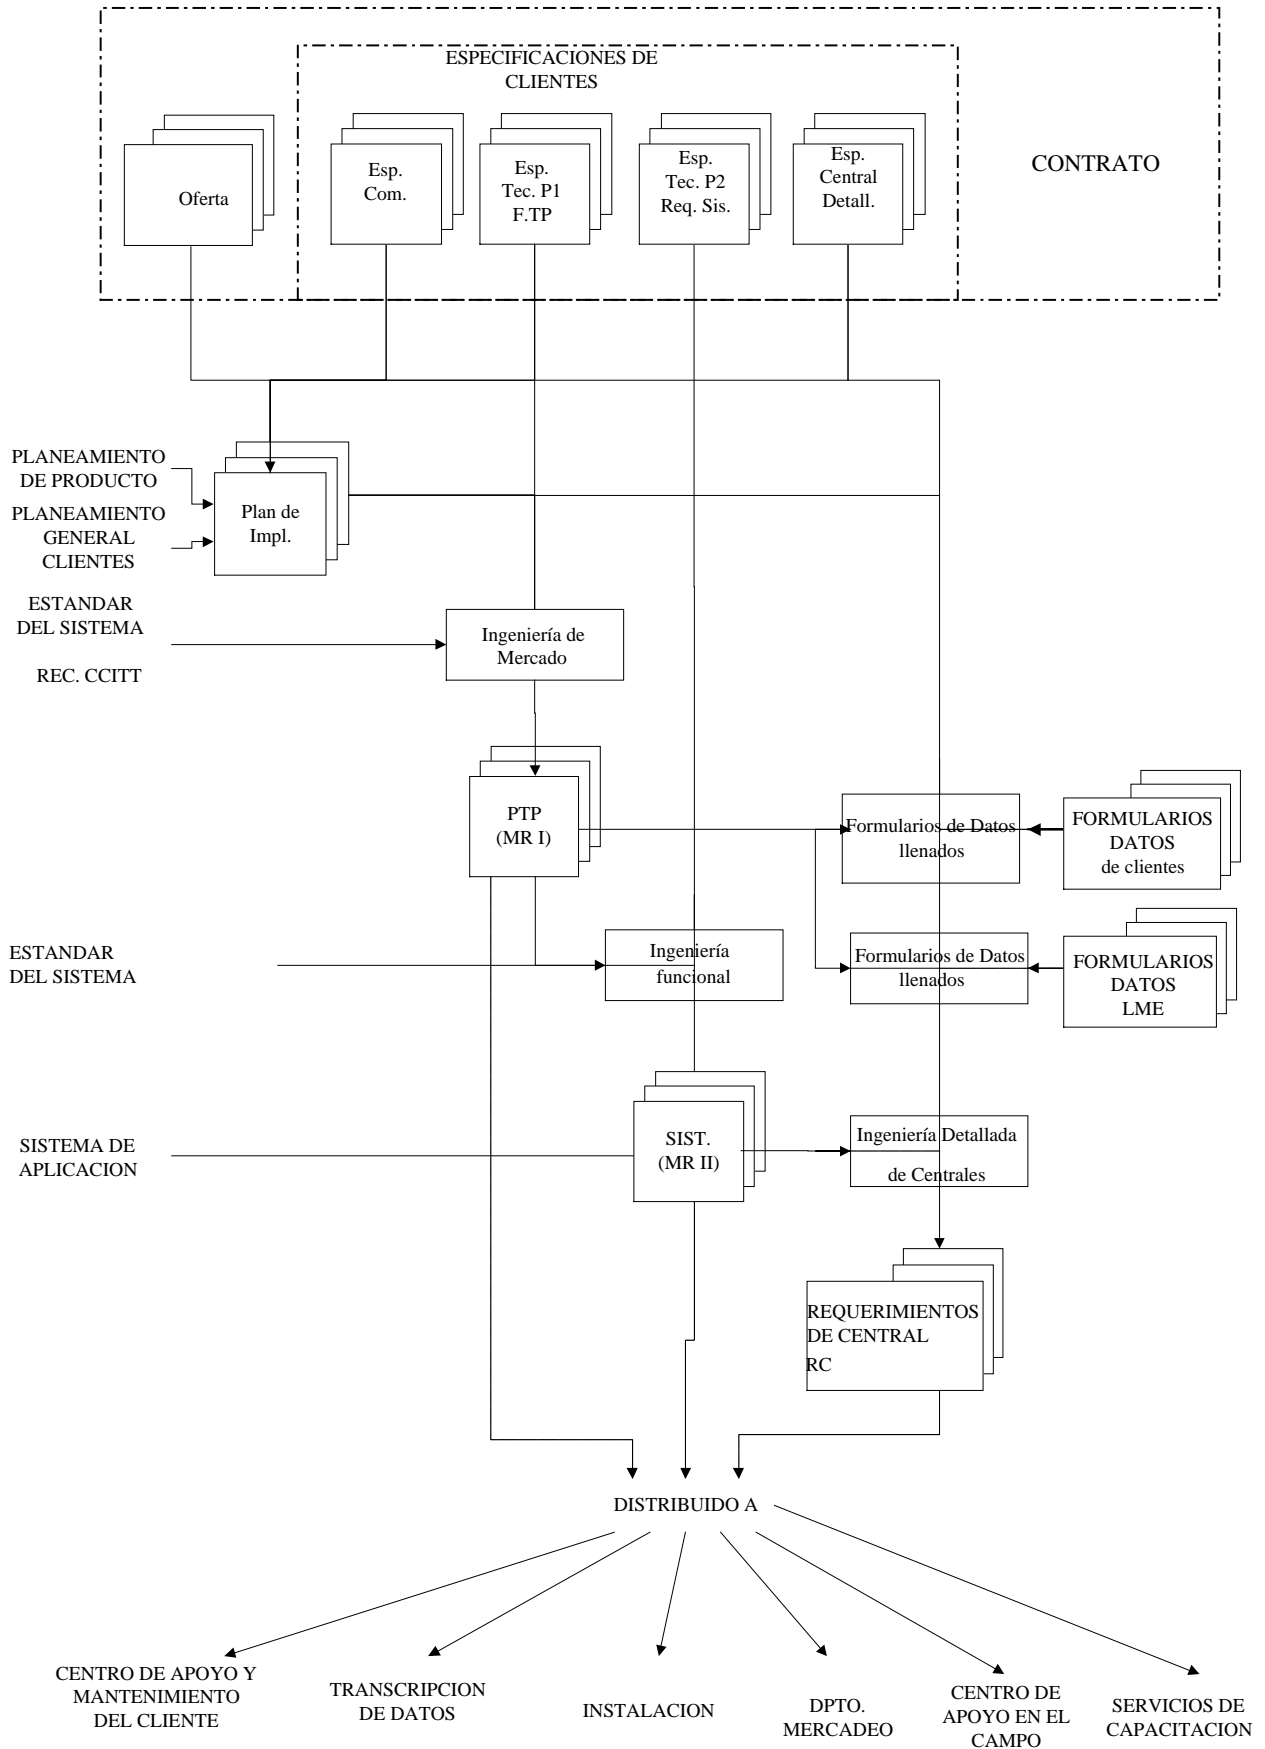 ESPECIFICACIONES DE
CLIENTES
CONTRATO
Oferta
Esp.
Com.
Esp.
Tec. P1
F.TP
Esp.
Tec. P2
Req. Sis.
Esp.
Central
Detall.
PLANEAMIENTO
DE PRODUCTO
PLANEAMIENTO
GENERAL
CLIENTES
Plan de
Impl.
ESTANDAR
DEL SISTEMA
REC. CCITT
Ingeniería de
Mercado
PTP
(MR I)
Formularios de Datos
llenados
FORMULARIOS
DATOS
de clientes
ESTANDAR
DEL SISTEMA
Ingeniería
funcional
Formularios de Datos
llenados
FORMULARIOS
DATOS
LME
SISTEMA DE
APLICACION
SIST.
(MR II)
Ingeniería Detallada
de Centrales
REQUERIMIENTOS
DE CENTRAL
RC
DISTRIBUIDO A
CENTRO DE APOYO Y
MANTENIMIENTO
DEL CLIENTE
TRANSCRIPCION
DE DATOS
INSTALACION
DPTO.
MERCADEO
CENTRO DE
APOYO EN EL
CAMPO
SERVICIOS DE
CAPACITACION